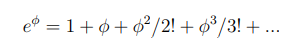 e^ϕ = 1 + ϕ + ϕ²/2! + ϕ³/3! + ...